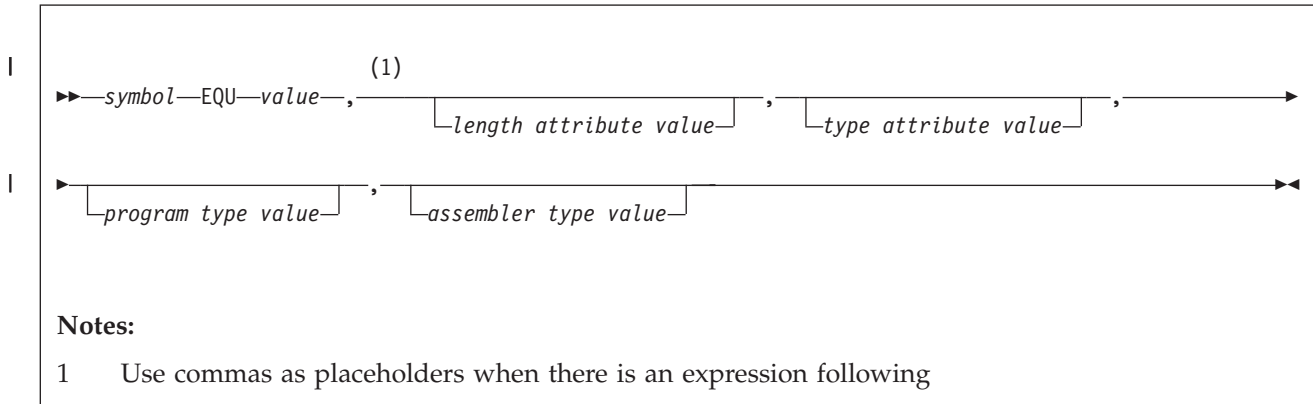 (1)
symbol EQU value , , ,
length attribute value type attribute value
,
program type value assembler type value
Notes:
1 Use commas as placeholders when there is an expression following